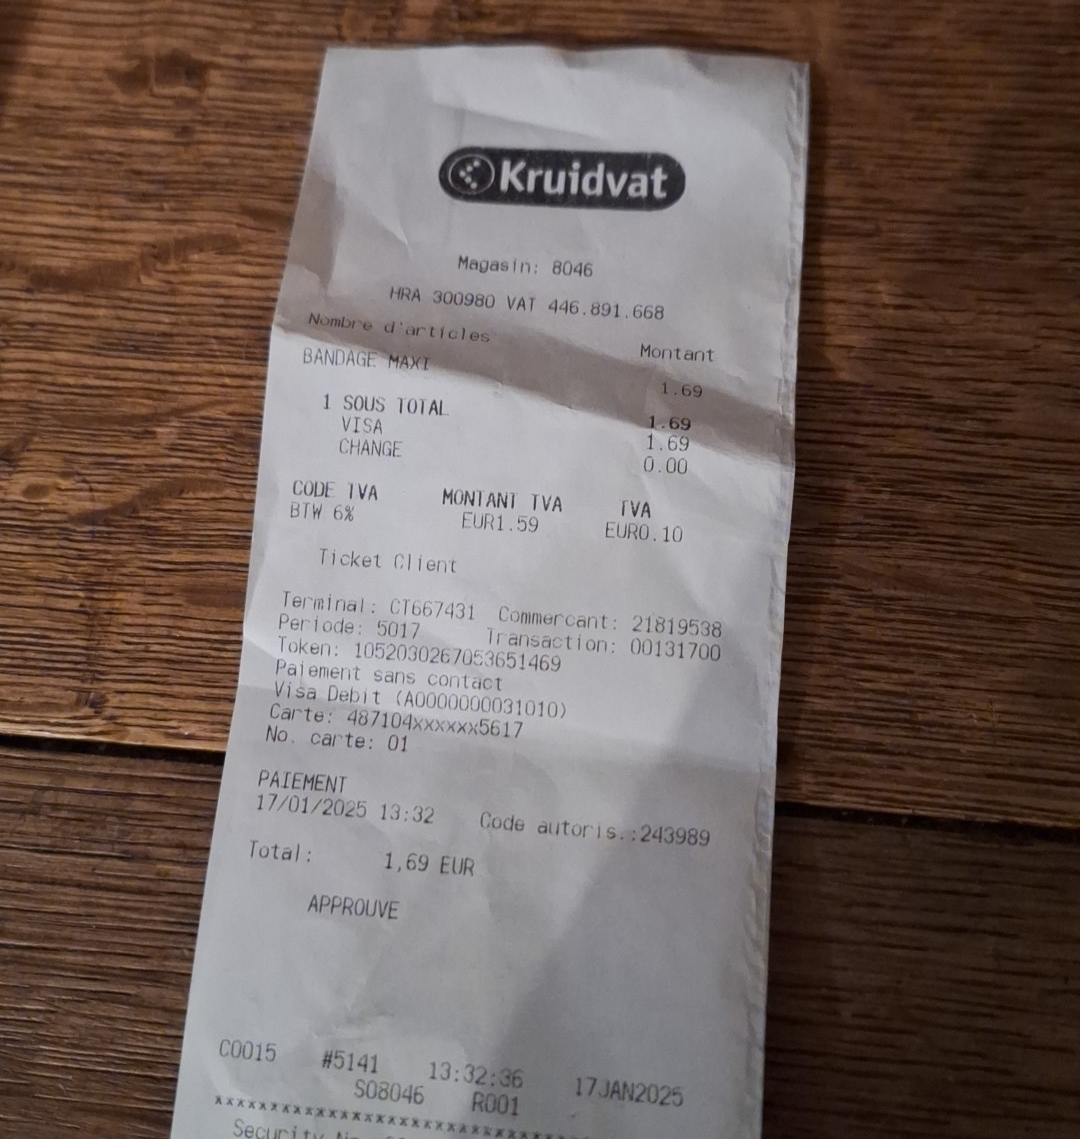 Kruidvat
Magasin: 8046
HRA 300980 VAT 446.891.668
Nombre d'articles Montant
BANDAGE MAXI 1.69
1 SOUS TOTAL 1.69
VISA 1.69
CHANGE 0.00
CODE TVA MONTANT TVA TVA
BTW 6% EUR1.59 EUR0.10
Ticket Client
Terminal: CT667431 Commercant: 21819538
Periode: 5017 Transaction: 00131700
Token: 1052030267053651469
Paiement sans contact
Visa Debit (A0000000031010)
Carte: 487104xxxxxx5617
No. carte: 01
PAIEMENT
17/01/2025 13:32 Code autoris.:243989
Total: 1,69 EUR
APPROUVE
C0015 #5141 13:32:36 17JAN2025
S08046 R001
Security